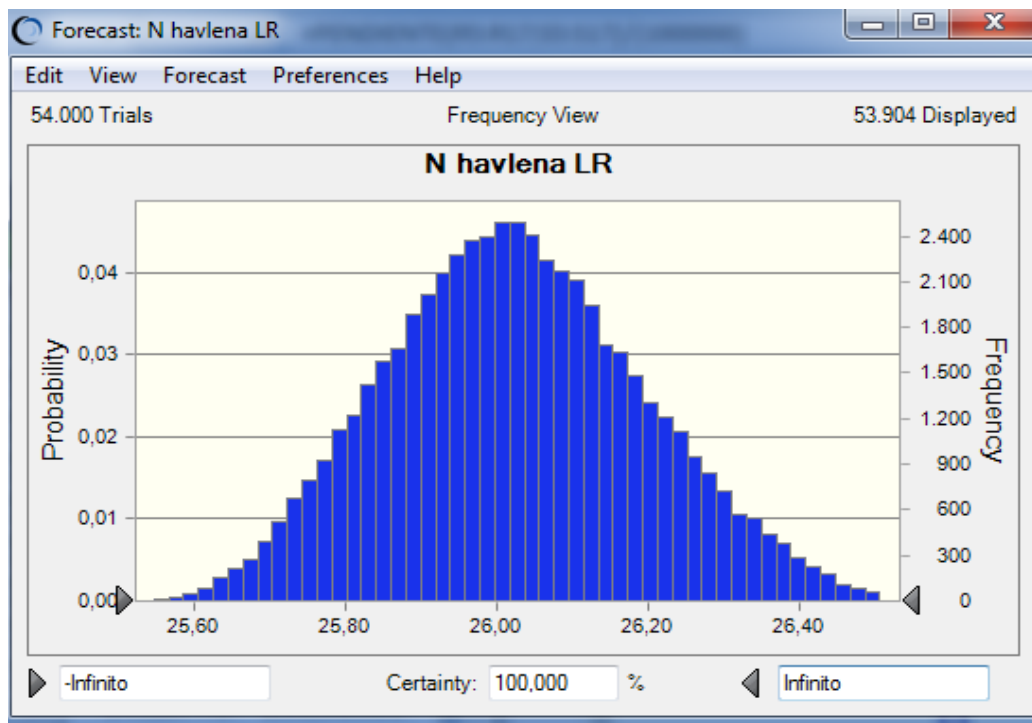 Forecast: N havlena LR
Edit View Forecast Preferences Help
54.000 Trials Frequency View 53.904 Displayed
N havlena LR
Probability
0,04
0,03
0,02
0,01
0,00
2.400
2.100
1.800
1.500
1.200
900
600
300
0
Frequency
25,60 25,80 26,00 26,20 26,40
-Infinito Certainty: 100,000 % Infinito